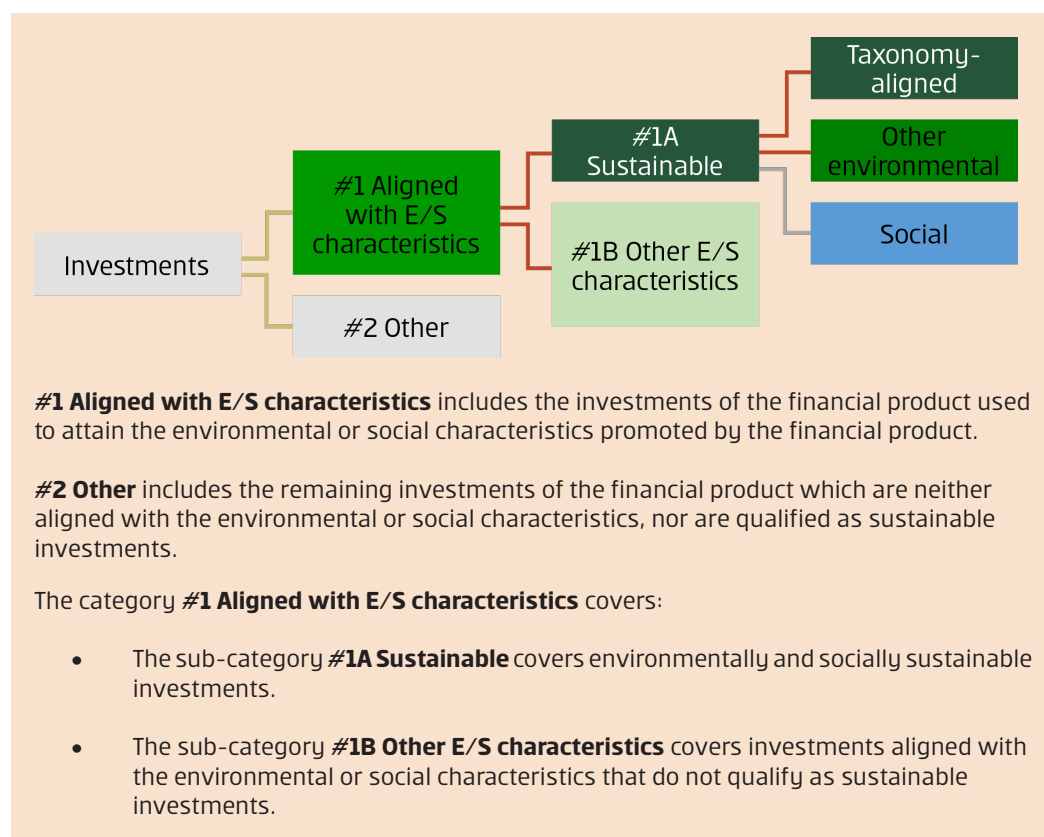 Taxonomy-
aligned
#1A
Sustainable
Other
environmental
#1 Aligned
with E/S
characteristics
Social
#1B Other E/S
characteristics
Investments
#2 Other
#1 Aligned with E/S characteristics includes the investments of the financial product used
to attain the environmental or social characteristics promoted by the financial product.
#2 Other includes the remaining investments of the financial product which are neither
aligned with the environmental or social characteristics, nor are qualified as sustainable
investments.
The category #1 Aligned with E/S characteristics covers:
• The sub-category #1A Sustainable covers environmentally and socially sustainable
investments.
• The sub-category #1B Other E/S characteristics covers investments aligned with
the environmental or social characteristics that do not qualify as sustainable
investments.